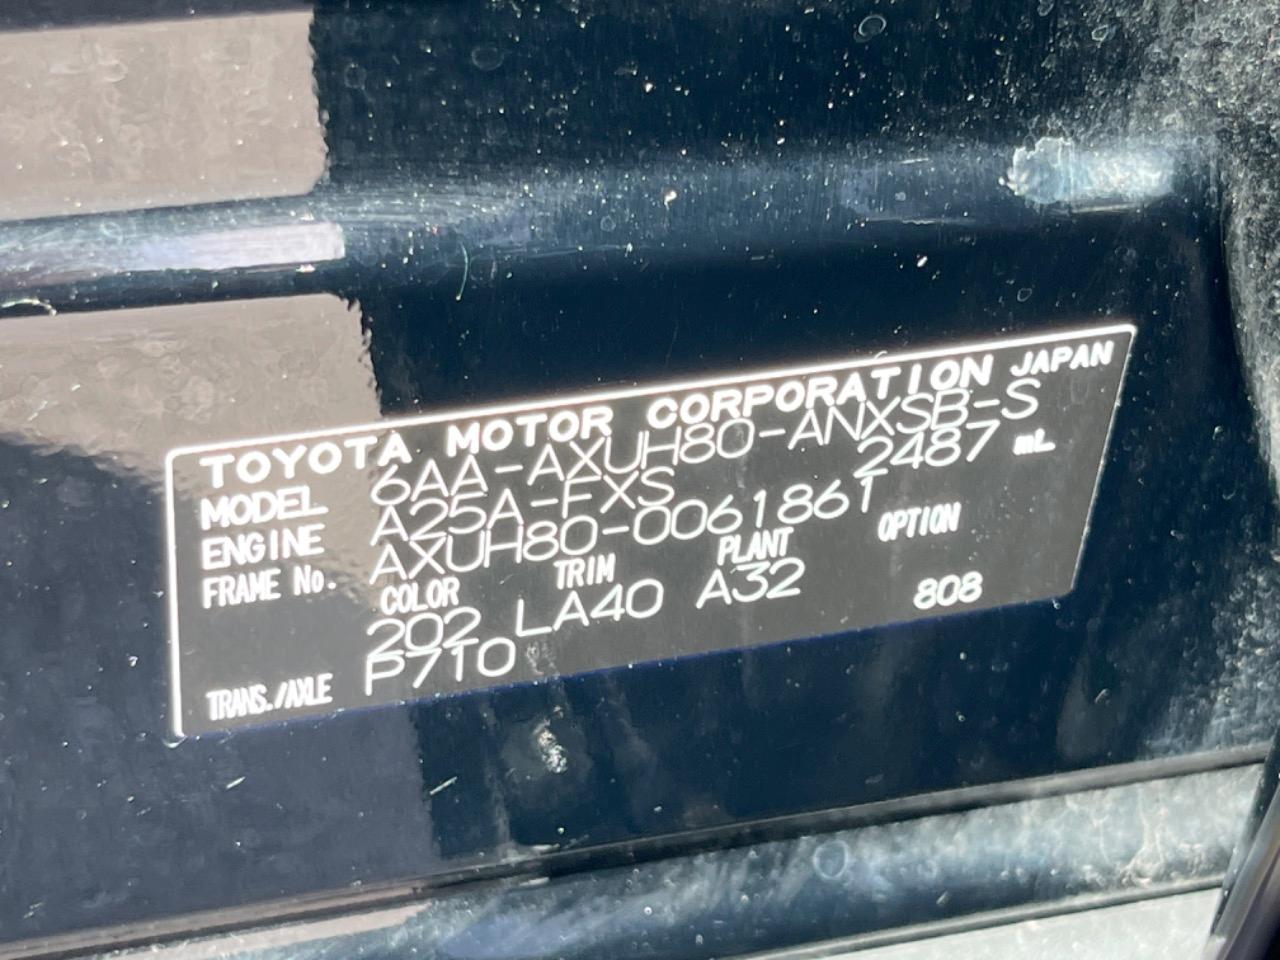 TOYOTA MOTOR CORPORATION JAPAN
MODEL 6AA-AXUH80-ANXSB-S
ENGINE A25A-FXS 2487 mL
FRAME No. AXUH80-0061861
COLOR TRIM PLANT OPTION
202 LA40 A32 808
TRANS./AXLE P710